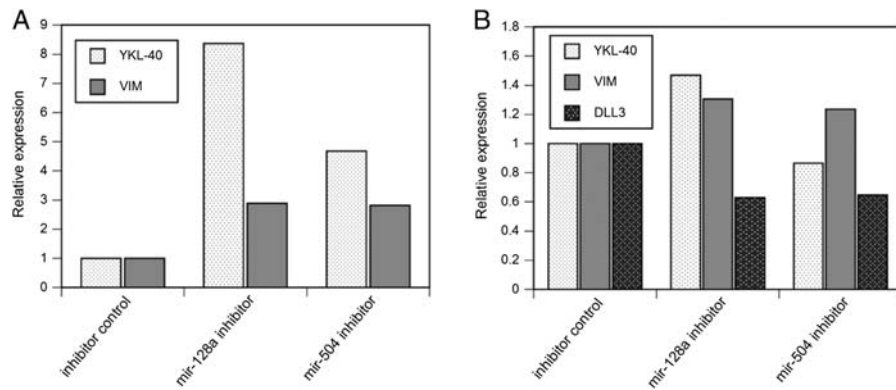 A
Relative expression
9
8
7
6
5
4
3
2
1
0
YKL-40
VIM
inhibitor control
mir-128a inhibitor
mir-504 inhibitor
B
Relative expression
1.8
1.6
1.4
1.2
1
0.8
0.6
0.4
0.2
0
YKL-40
VIM
DLL3
inhibitor control
mir-128a inhibitor
mir-504 inhibitor